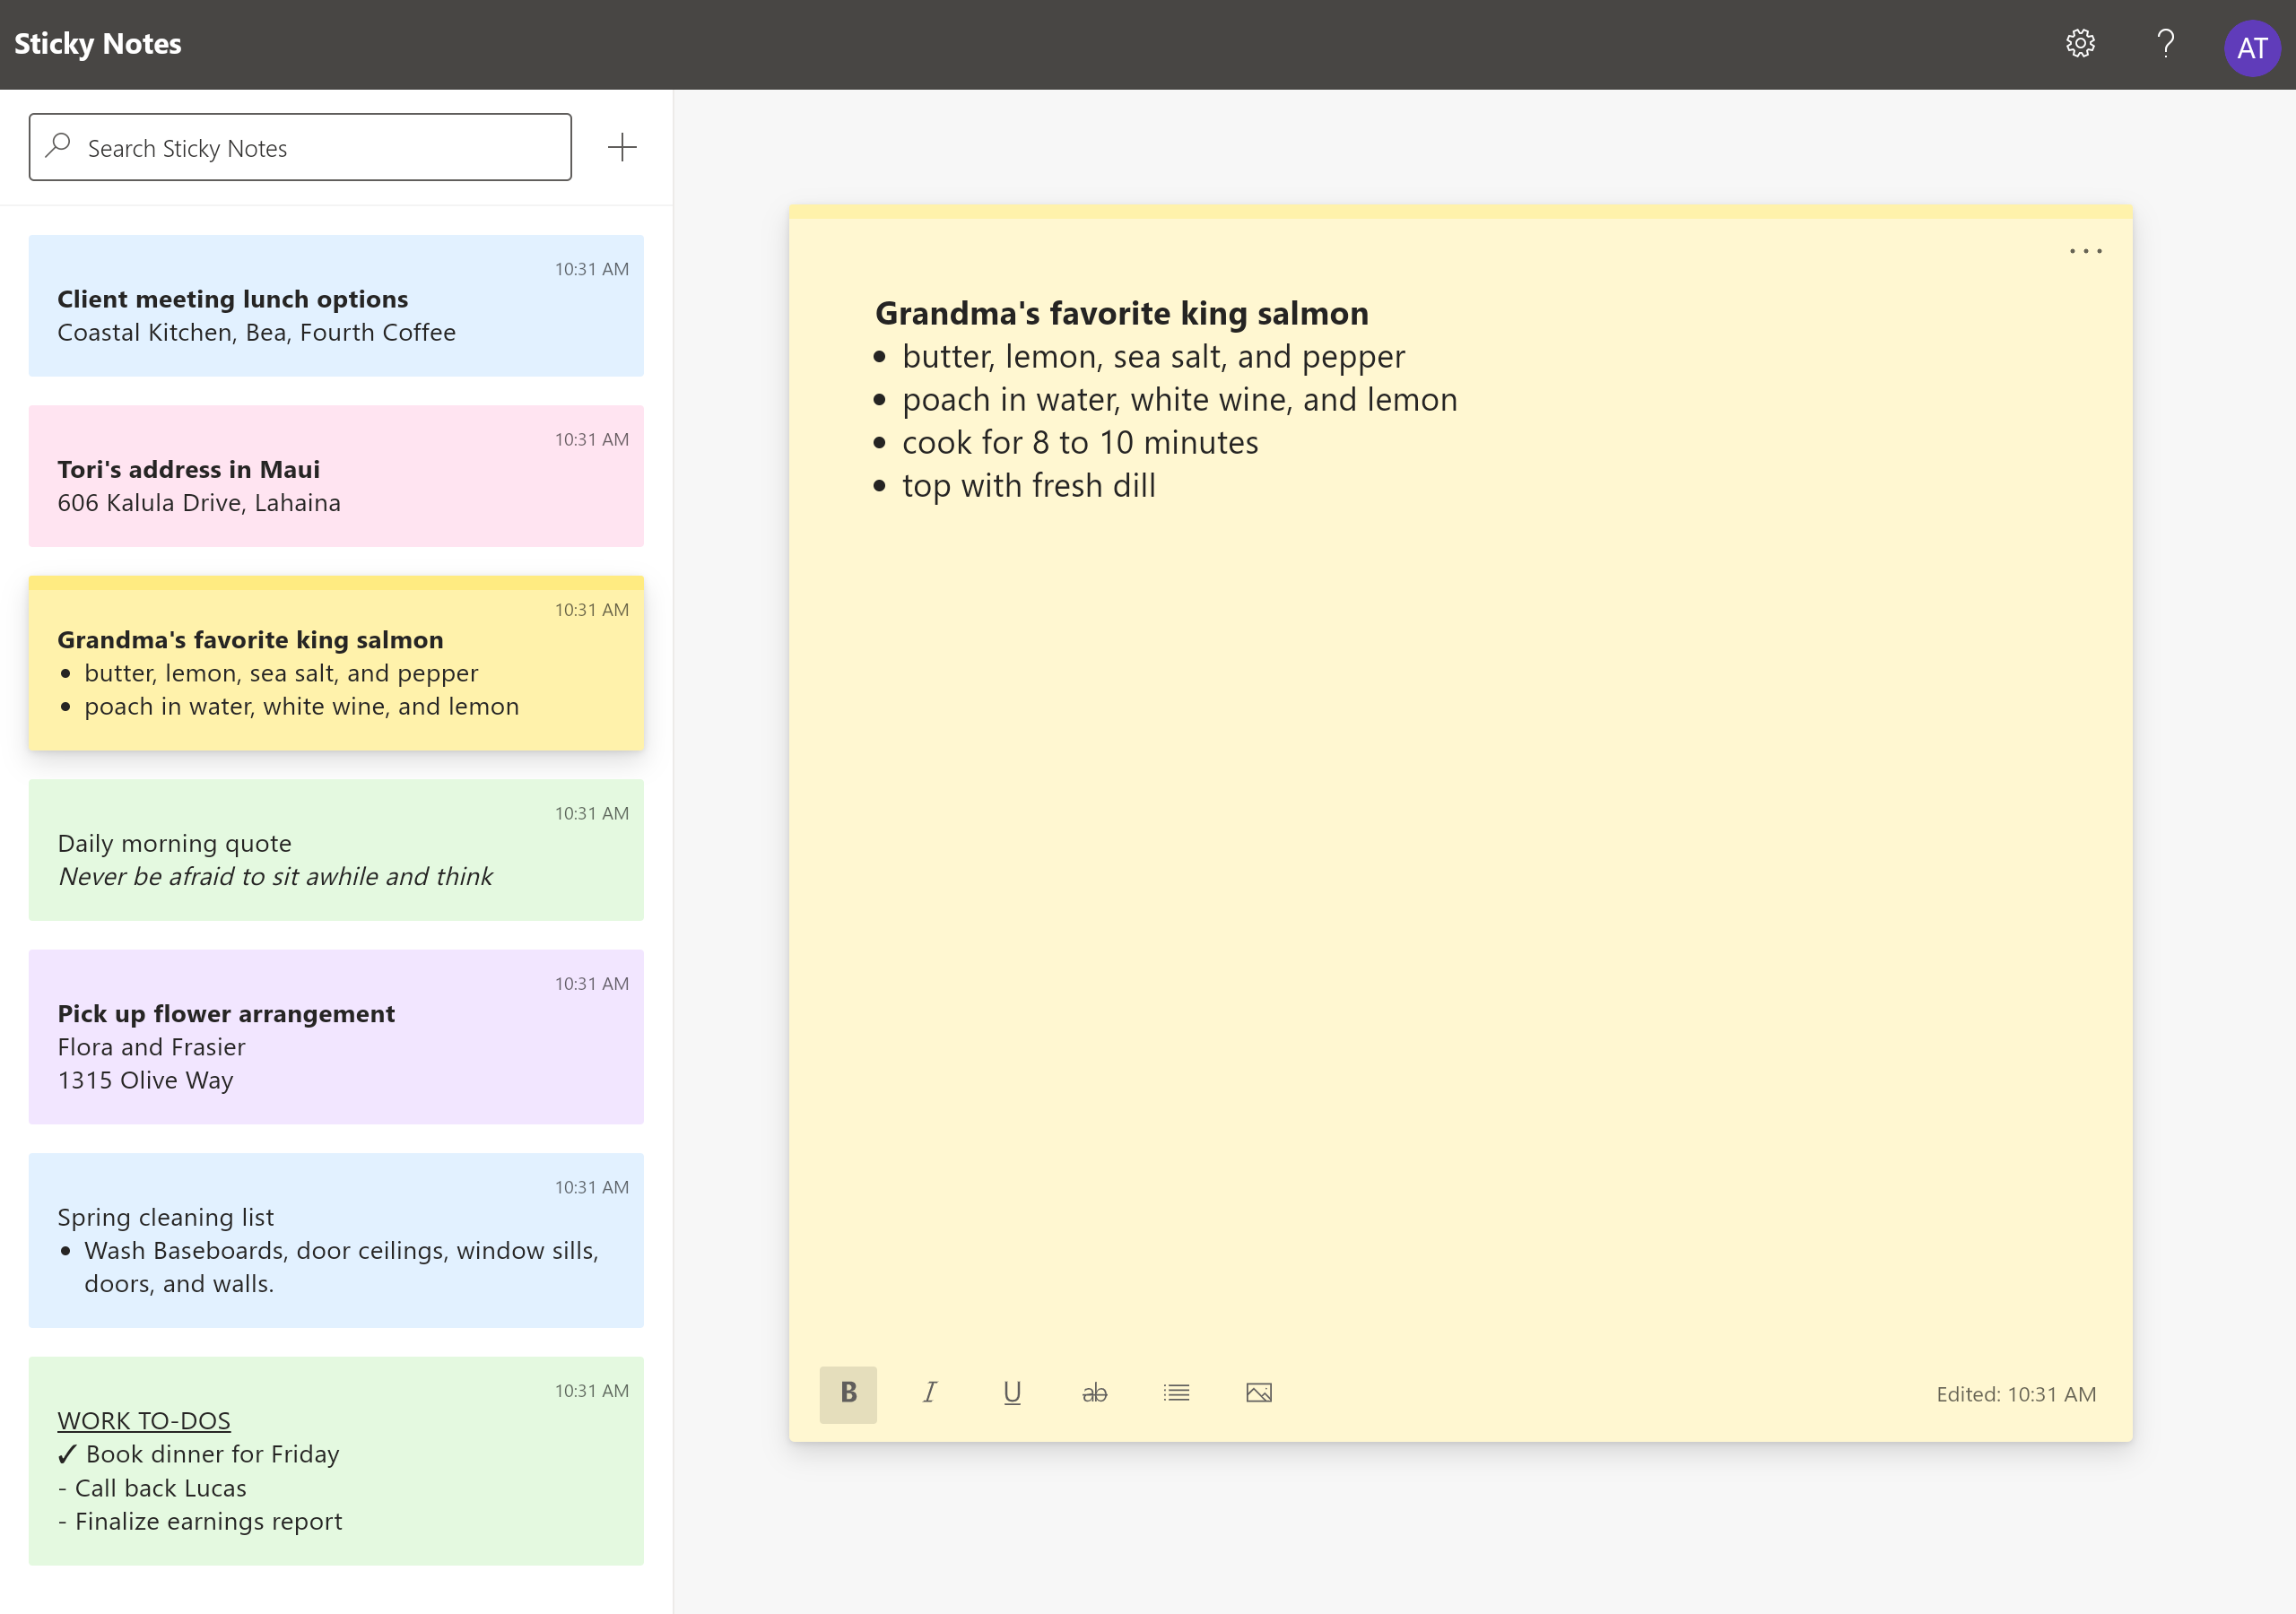 Sticky Notes
AT
Search Sticky Notes
10:31 AM
Client meeting lunch options
Coastal Kitchen, Bea, Fourth Coffee
10:31 AM
Tori's address in Maui
606 Kalula Drive, Lahaina
10:31 AM
Grandma's favorite king salmon
• butter, lemon, sea salt, and pepper
• poach in water, white wine, and lemon
10:31 AM
Daily morning quote
Never be afraid to sit awhile and think
10:31 AM
Pick up flower arrangement
Flora and Frasier
1315 Olive Way
10:31 AM
Spring cleaning list
• Wash Baseboards, door ceilings, window sills,
doors, and walls.
10:31 AM
WORK TO-DOS
✓ Book dinner for Friday
- Call back Lucas
- Finalize earnings report
Grandma's favorite king salmon
• butter, lemon, sea salt, and pepper
• poach in water, white wine, and lemon
• cook for 8 to 10 minutes
• top with fresh dill
B I U ab
Edited: 10:31 AM